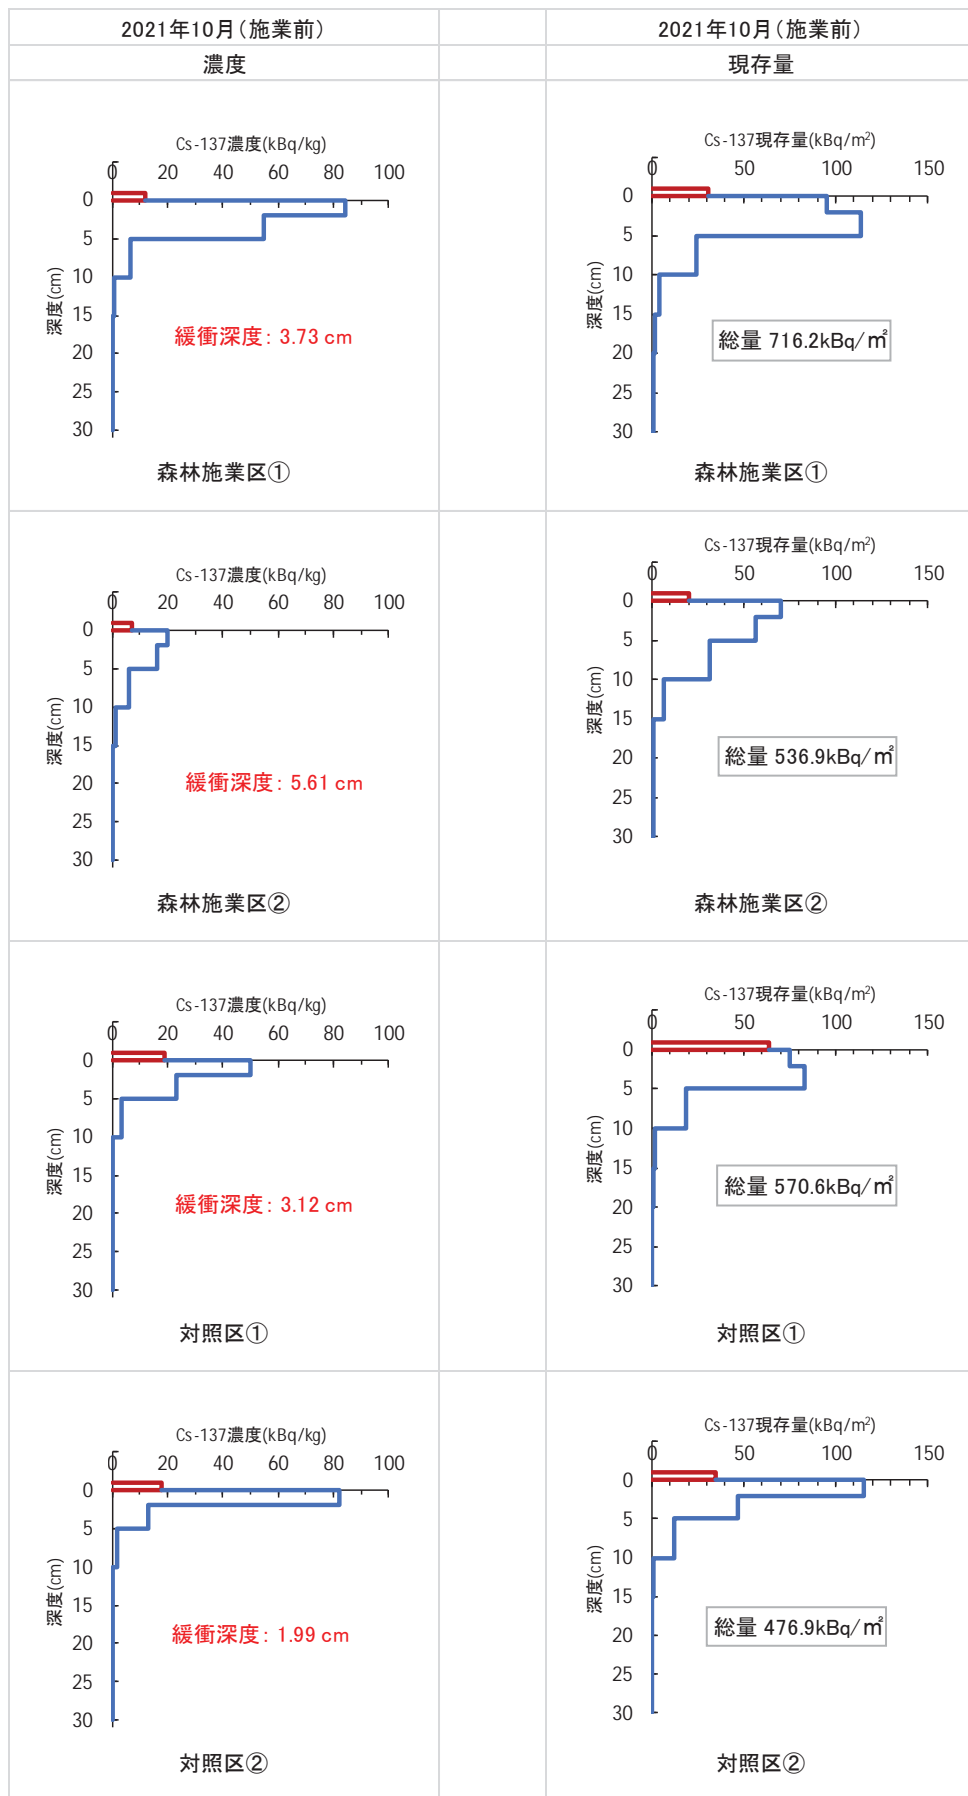 2021年10月(施業前)
2021年10月(施業前)
濃度
現存量
Cs-137濃度(kBq/kg)
0 20 40 60 80 100
0
5
10
15
20
25
30
深度(cm)
緩衝深度: 3.73 cm
森林施業区①
Cs-137現存量(kBq/m²)
0 50 100 150
0
5
10
15
20
25
30
深度(cm)
総量 716.2kBq/㎡
森林施業区①
Cs-137濃度(kBq/kg)
0 20 40 60 80 100
0
5
10
15
20
25
30
深度(cm)
緩衝深度: 5.61 cm
森林施業区②
Cs-137現存量(kBq/m²)
0 50 100 150
0
5
10
15
20
25
30
深度(cm)
総量 536.9kBq/㎡
森林施業区②
Cs-137濃度(kBq/kg)
0 20 40 60 80 100
0
5
10
15
20
25
30
深度(cm)
緩衝深度: 3.12 cm
対照区①
Cs-137現存量(kBq/m²)
0 50 100 150
0
5
10
15
20
25
30
深度(cm)
総量 570.6kBq/㎡
対照区①
Cs-137濃度(kBq/kg)
0 20 40 60 80 100
0
5
10
15
20
25
30
深度(cm)
緩衝深度: 1.99 cm
対照区②
Cs-137現存量(kBq/m²)
0 50 100 150
0
5
10
15
20
25
30
深度(cm)
総量 476.9kBq/㎡
対照区②